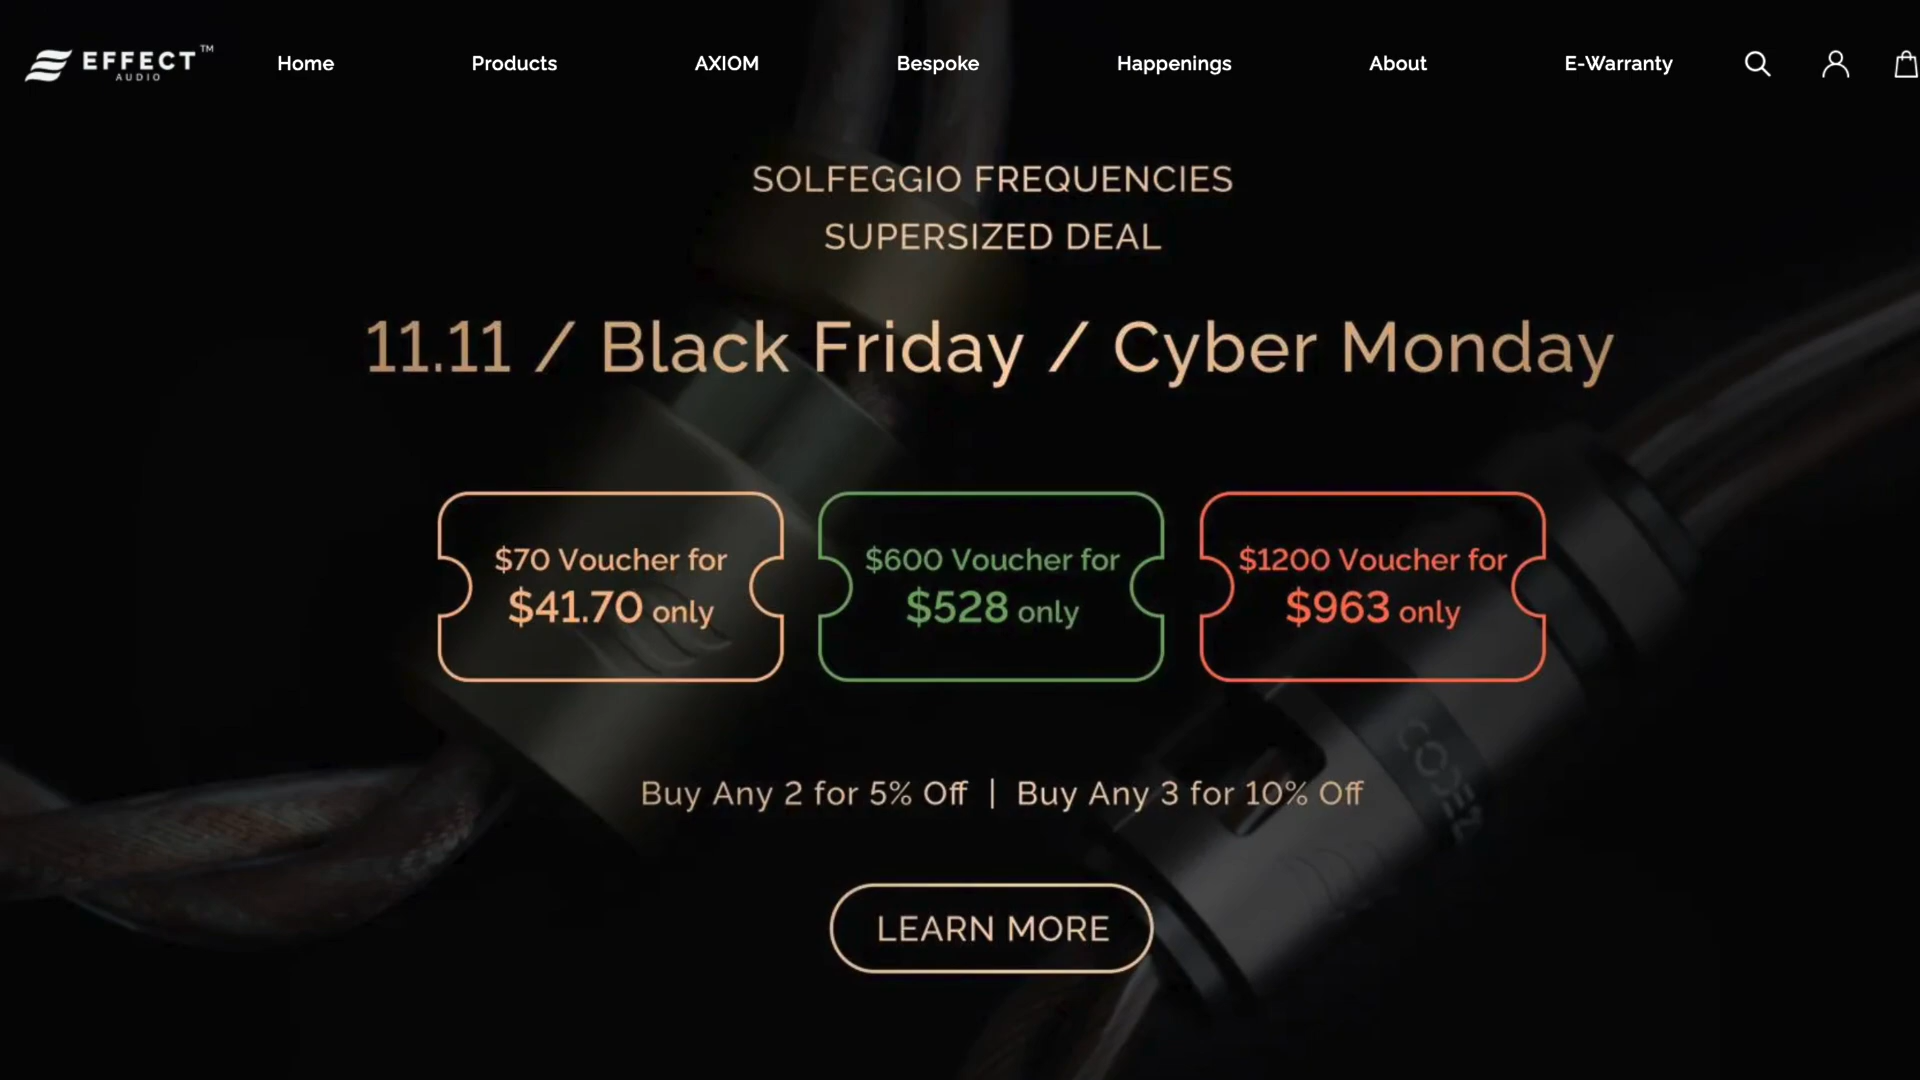 EFFECT™
AUDIO
Home
Products
AXIOM
Bespoke
Happenings
About
E-Warranty
SOLFEGGIO FREQUENCIES
SUPERSIZED DEAL
11.11 / Black Friday / Cyber Monday
$70 Voucher for
$41.70 only
$600 Voucher for
$528 only
$1200 Voucher for
$963 only
Buy Any 2 for 5% Off | Buy Any 3 for 10% Off
CODE2
LEARN MORE